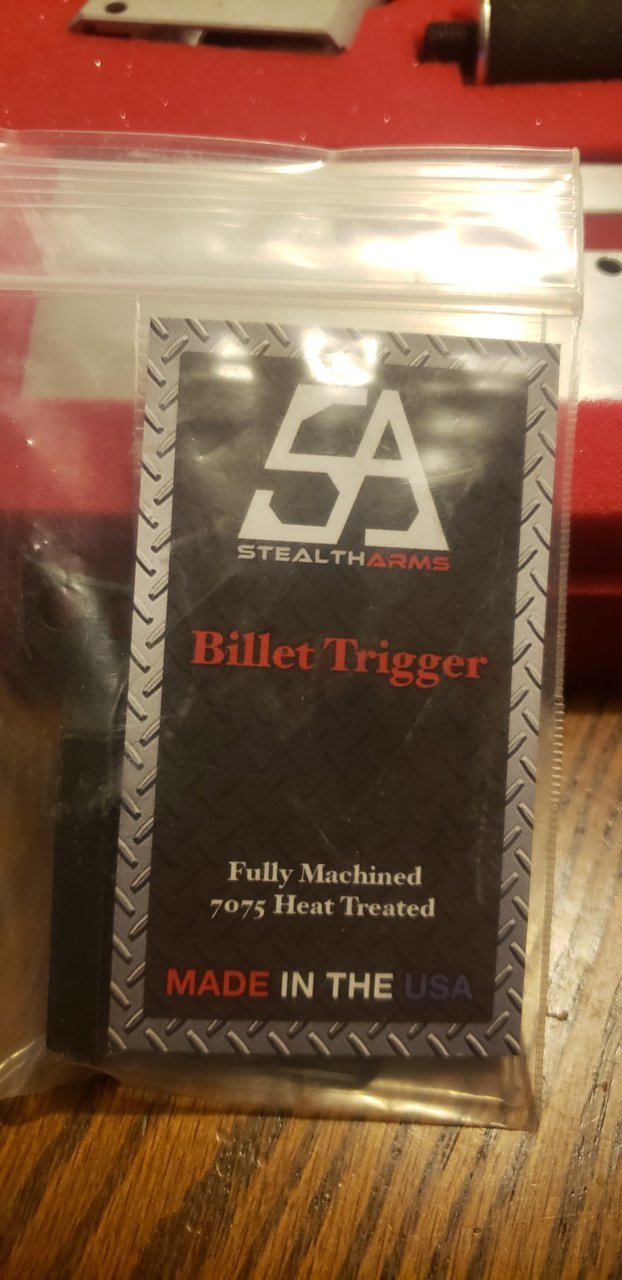 SA
STEALTHARMS
Billet Trigger
Fully Machined
7075 Heat Treated
MADE IN THE USA